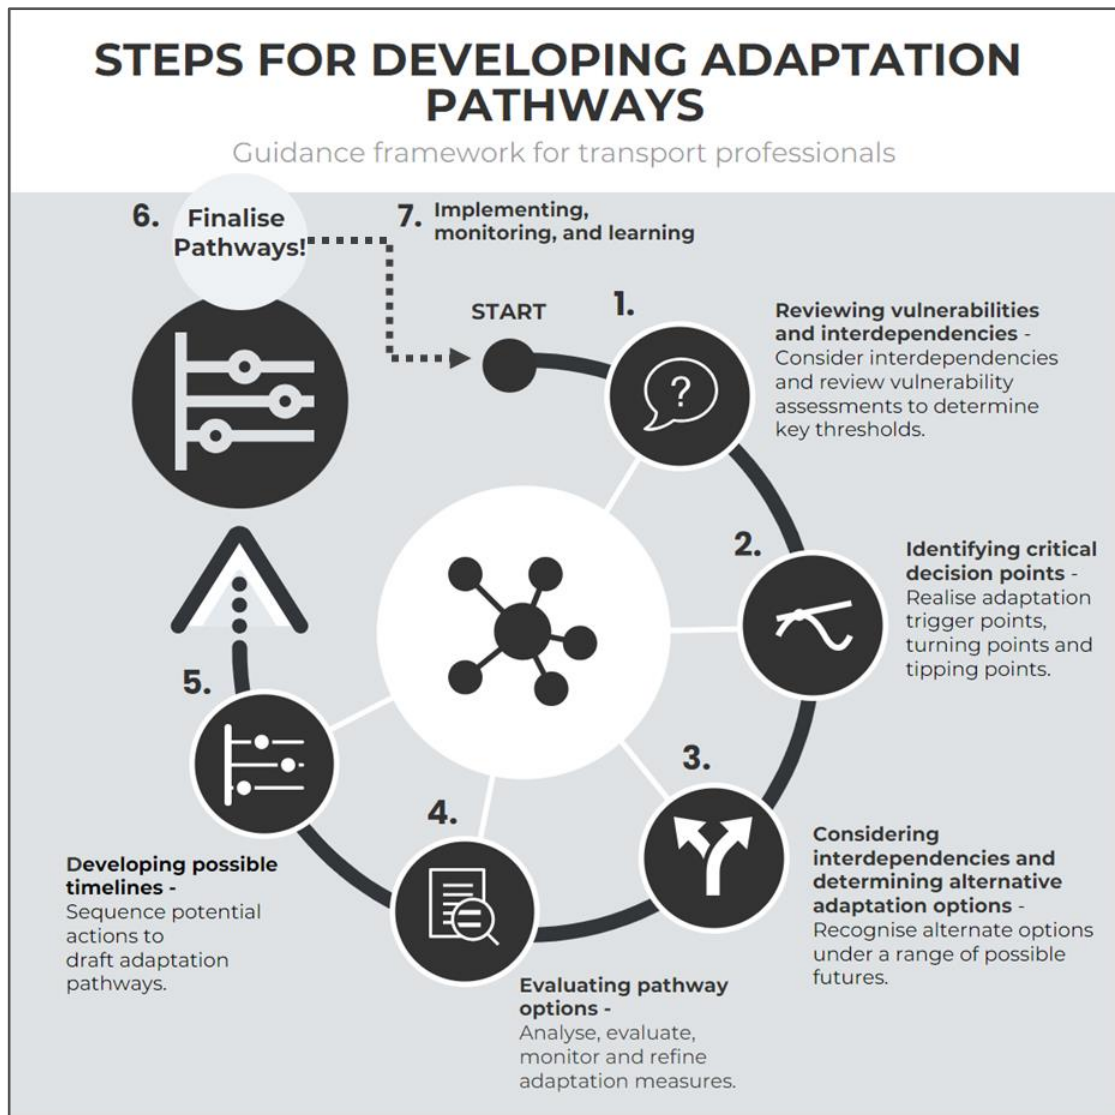 STEPS FOR DEVELOPING ADAPTATION
PATHWAYS
Guidance framework for transport professionals
6.
Finalise
Pathways!
7.
Implementing,
monitoring, and learning
START
1.
Reviewing vulnerabilities
and interdependencies -
Consider interdependencies
and review vulnerability
assessments to determine
key thresholds.
?
2.
Identifying critical
decision points -
Realise adaptation
trigger points,
turning points and
tipping points.
3.
Considering
interdependencies and
determining alternative
adaptation options -
Recognise alternate options
under a range of possible
futures.
4.
Evaluating pathway
options -
Analyse, evaluate,
monitor and refine
adaptation measures.
5.
Developing possible
timelines -
Sequence potential
actions to
draft adaptation
pathways.